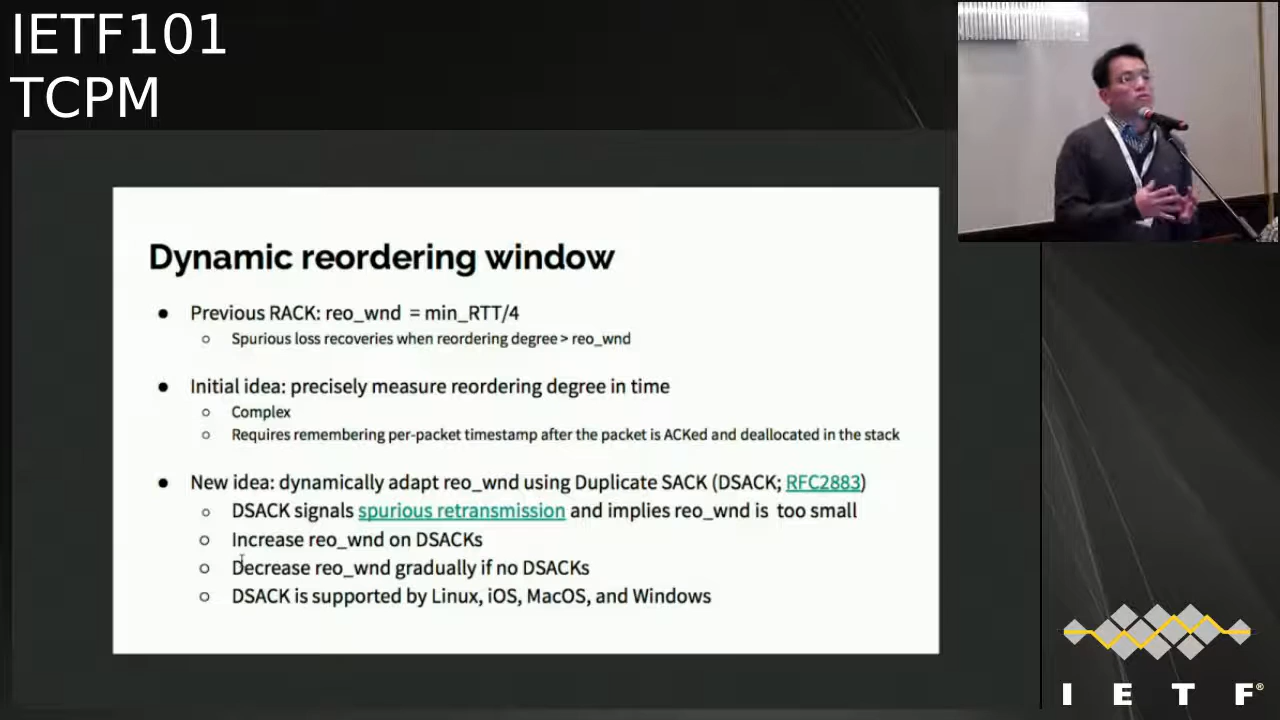 IETF101
TCPM
Dynamic reordering window
● Previous RACK: reo_wnd = min_RTT/4
○ Spurious loss recoveries when reordering degree > reo_wnd
● Initial idea: precisely measure reordering degree in time
○ Complex
○ Requires remembering per-packet timestamp after the packet is ACKed and deallocated in the stack
● New idea: dynamically adapt reo_wnd using Duplicate SACK (DSACK; RFC2883)
○ DSACK signals spurious retransmission and implies reo_wnd is too small
○ Increase reo_wnd on DSACKs
○ Decrease reo_wnd gradually if no DSACKs
○ DSACK is supported by Linux, iOS, MacOS, and Windows
I E T F®